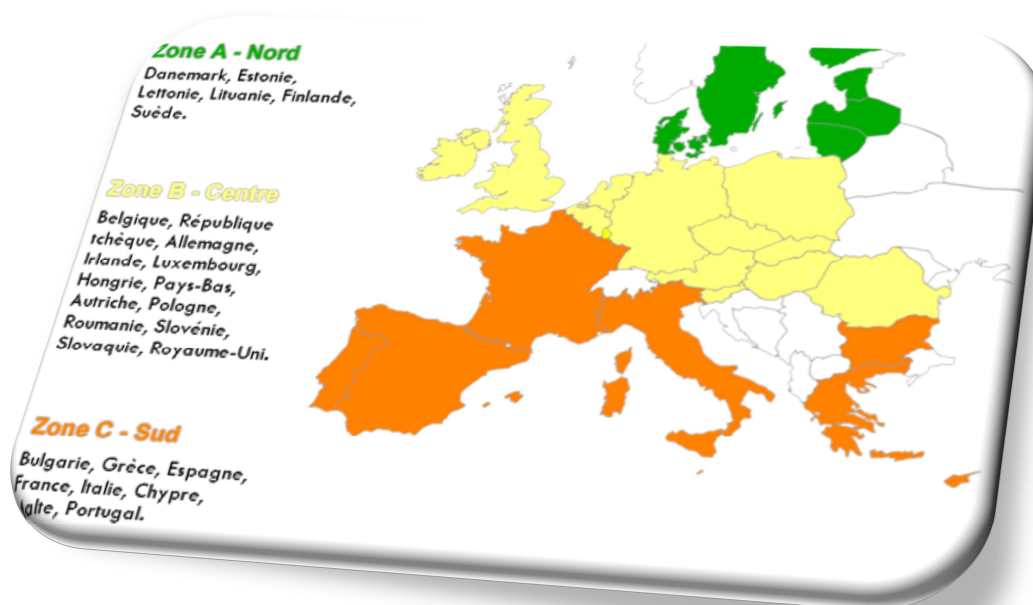 Zone A - Nord
Danemark, Estonie,
Lettonie, Lituanie, Finlande,
Suède.
Zone B - Centre
Belgique, République
tchèque, Allemagne,
Irlande, Luxembourg,
Hongrie, Pays-Bas,
Autriche, Pologne,
Roumanie, Slovénie,
Slovaquie, Royaume-Uni.
Zone C - Sud
Bulgarie, Grèce, Espagne,
France, Italie, Chypre,
alte, Portugal.